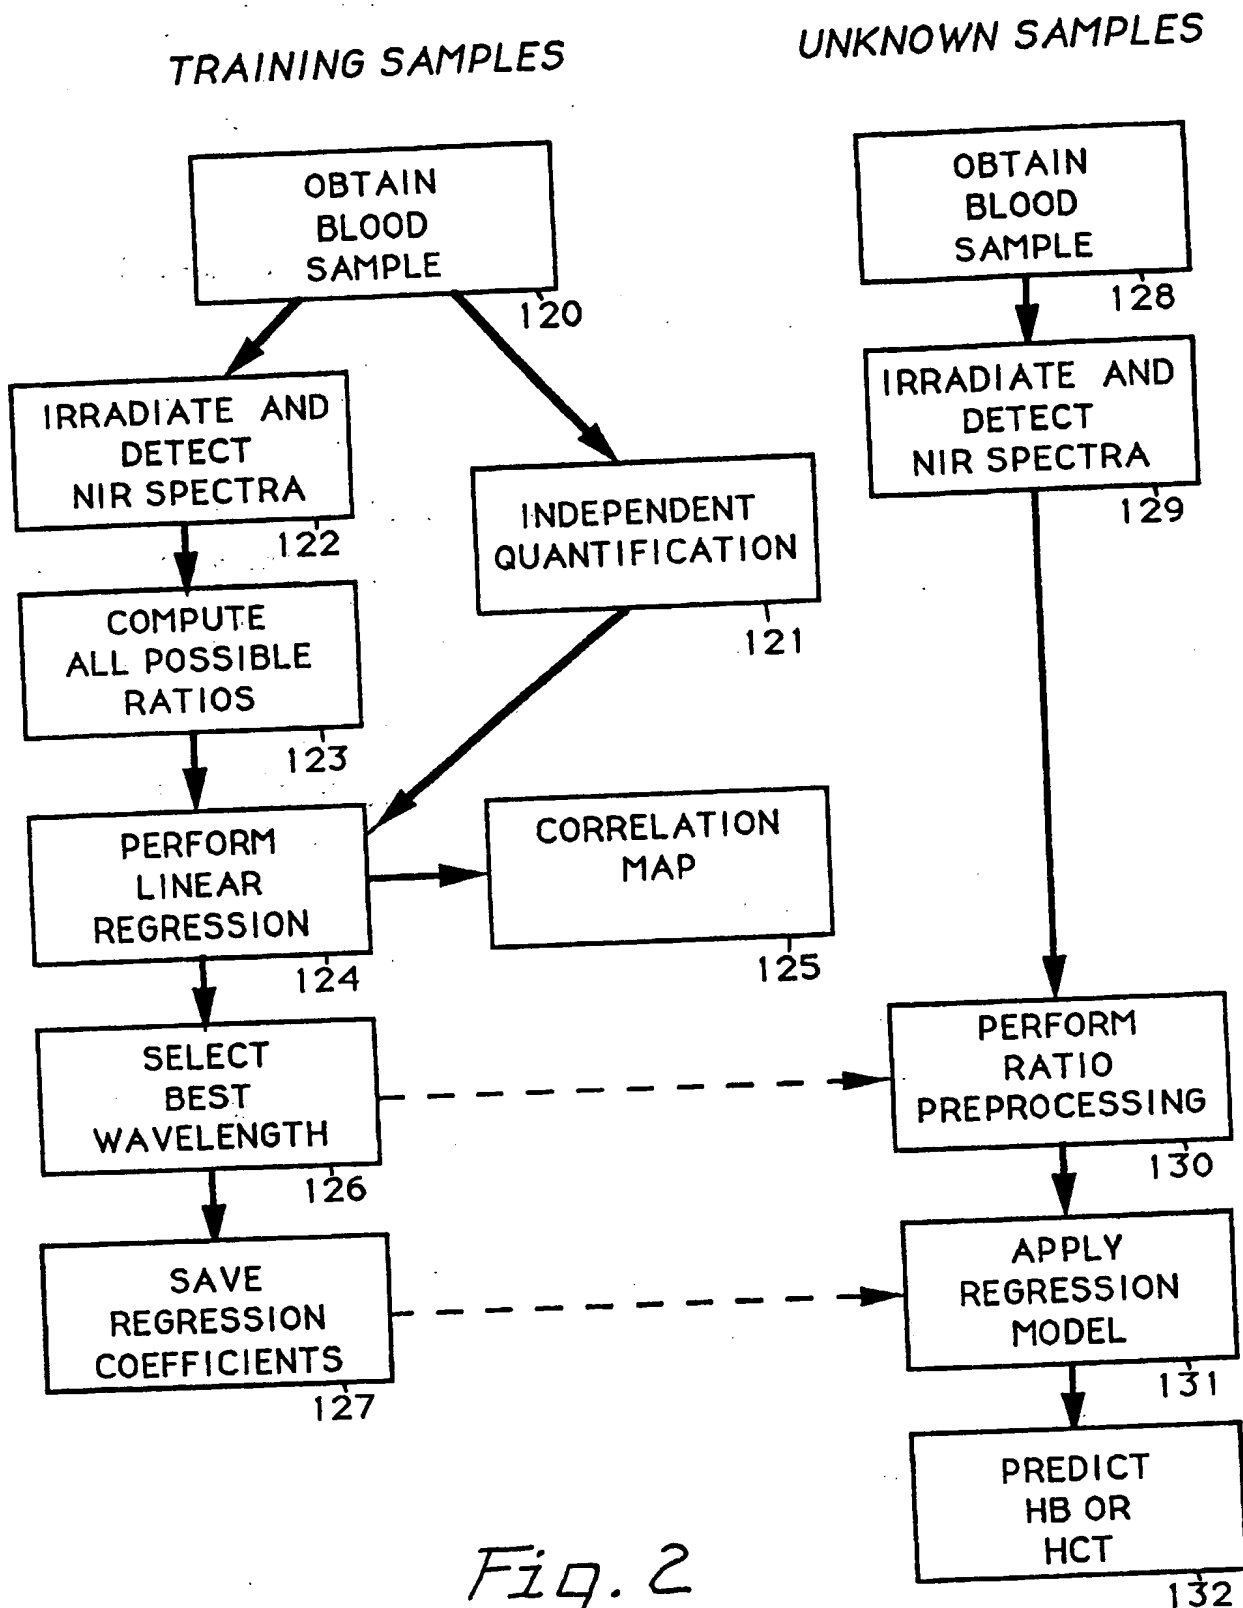 TRAINING SAMPLES
OBTAIN
BLOOD
SAMPLE
120
IRRADIATE AND
DETECT
NIR SPECTRA
122
INDEPENDENT
QUANTIFICATION
121
COMPUTE
ALL POSSIBLE
RATIOS
123
PERFORM
LINEAR
REGRESSION
124
CORRELATION
MAP
125
SELECT
BEST
WAVELENGTH
126
SAVE
REGRESSION
COEFFICIENTS
127
UNKNOWN SAMPLES
OBTAIN
BLOOD
SAMPLE
128
IRRADIATE AND
DETECT
NIR SPECTRA
129
PERFORM
RATIO
PREPROCESSING
130
APPLY
REGRESSION
MODEL
131
PREDICT
HB OR
HCT
132
Fig. 2